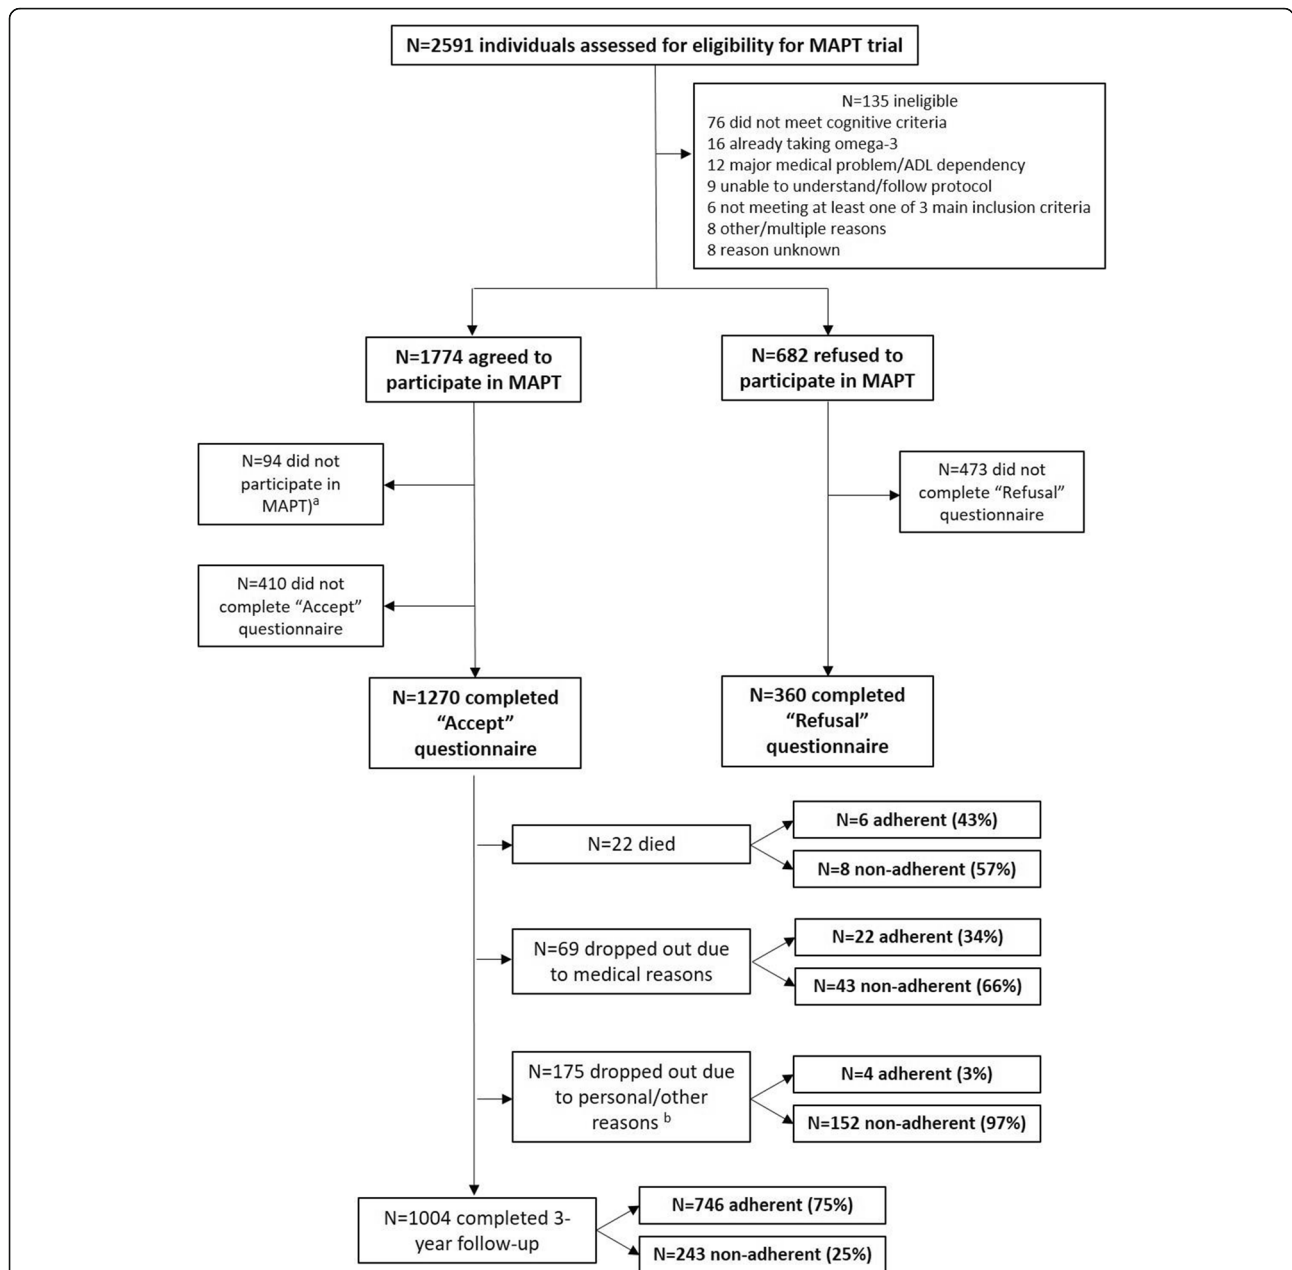 N=2591 individuals assessed for eligibility for MAPT trial
N=135 ineligible
76 did not meet cognitive criteria
16 already taking omega-3
12 major medical problem/ADL dependency
9 unable to understand/follow protocol
6 not meeting at least one of 3 main inclusion criteria
8 other/multiple reasons
8 reason unknown
N=1774 agreed to
participate in MAPT
N=682 refused to
participate in MAPT
N=94 did not
participate in
MAPT)a
N=473 did not
complete “Refusal”
questionnaire
N=410 did not
complete “Accept”
questionnaire
N=1270 completed
“Accept”
questionnaire
N=360 completed
“Refusal”
questionnaire
N=22 died
N=6 adherent (43%)
N=8 non-adherent (57%)
N=69 dropped out due
to medical reasons
N=22 adherent (34%)
N=43 non-adherent (66%)
N=175 dropped out due
to personal/other
reasons b
N=4 adherent (3%)
N=152 non-adherent (97%)
N=1004 completed 3-
year follow-up
N=746 adherent (75%)
N=243 non-adherent (25%)